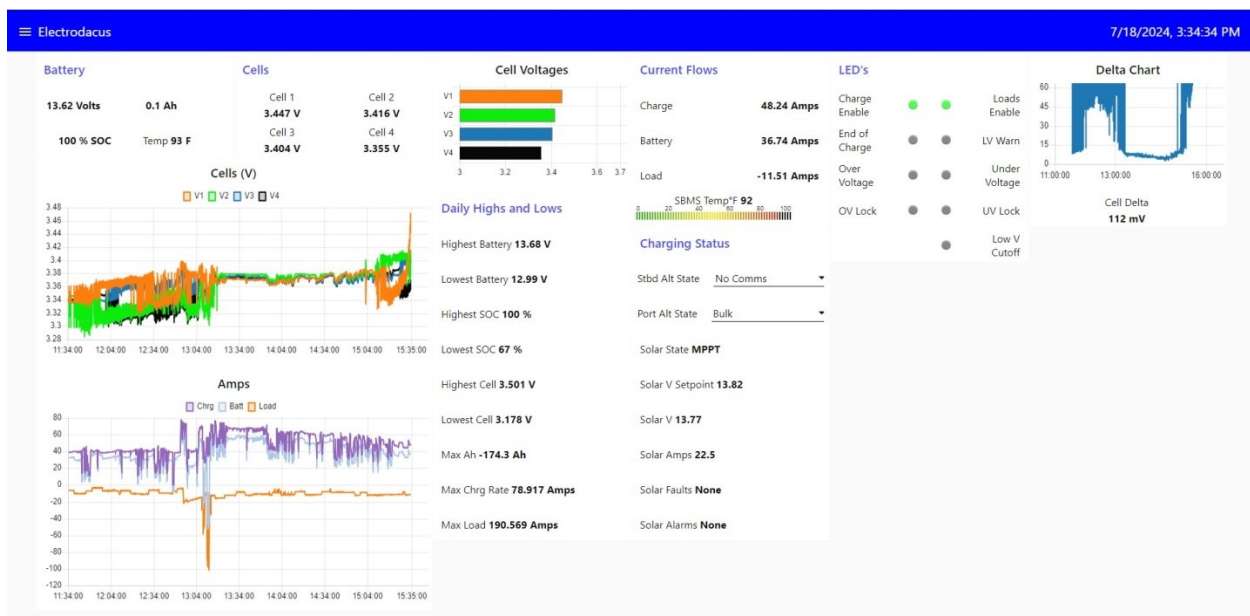 Electrodacus
7/18/2024, 3:34:34 PM
Battery
13.62 Volts 0.1 Ah
100 % SOC Temp 93 F
Cells
Cell 1 Cell 2
3.447 V 3.416 V
Cell 3 Cell 4
3.404 V 3.355 V
Cell Voltages
V1
V2
V3
V4
3 3.2 3.4 3.6 3.7
Current Flows
Charge 48.24 Amps
Battery 36.74 Amps
Load -11.51 Amps
SBMS Temp°F 92
0 20 40 60 80 100
LED's
Charge Loads
Enable Enable
End of LV Warn
Charge
Over Under
Voltage Voltage
OV Lock UV Lock
Low V
Cutoff
Delta Chart
60
45
30
15
0
11:00:00 13:00:00 16:00:00
Cell Delta
112 mV
Cells (V)
V1 V2 V3 V4
3.48
3.46
3.44
3.42
3.4
3.38
3.36
3.34
3.32
3.3
3.28
11:34:00 12:04:00 12:34:00 13:04:00 13:34:00 14:04:00 14:34:00 15:04:00 15:35:00
Amps
Chrg Batt Load
80
60
40
20
0
-20
-40
-60
-80
-100
-120
11:34:00 12:04:00 12:34:00 13:04:00 13:34:00 14:04:00 14:34:00 15:04:00 15:35:00
Daily Highs and Lows
Highest Battery 13.68 V
Lowest Battery 12.99 V
Highest SOC 100 %
Lowest SOC 67 %
Highest Cell 3.501 V
Lowest Cell 3.178 V
Max Ah -174.3 Ah
Max Chrg Rate 78.917 Amps
Max Load 190.569 Amps
Charging Status
Stbd Alt State No Comms
Port Alt State Bulk
Solar State MPPT
Solar V Setpoint 13.82
Solar V 13.77
Solar Amps 22.5
Solar Faults None
Solar Alarms None